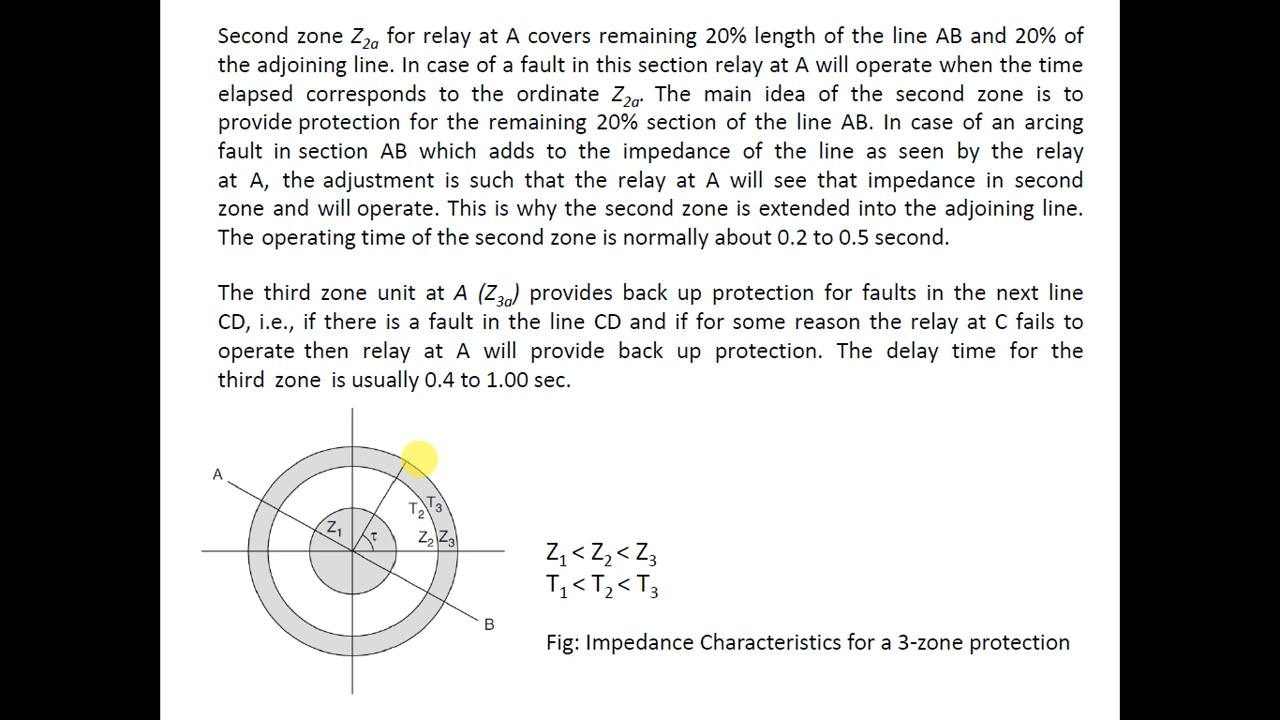 Second zone Z2a for relay at A covers remaining 20% length of the line AB and 20% of
the adjoining line. In case of a fault in this section relay at A will operate when the time
elapsed corresponds to the ordinate Z2a. The main idea of the second zone is to
provide protection for the remaining 20% section of the line AB. In case of an arcing
fault in section AB which adds to the impedance of the line as seen by the relay
at A, the adjustment is such that the relay at A will see that impedance in second
zone and will operate. This is why the second zone is extended into the adjoining line.
The operating time of the second zone is normally about 0.2 to 0.5 second.
The third zone unit at A (Z3a) provides back up protection for faults in the next line
CD, i.e., if there is a fault in the line CD and if for some reason the relay at C fails to
operate then relay at A will provide back up protection. The delay time for the
third zone is usually 0.4 to 1.00 sec.
A
T2 T3
Z1 τ Z2 Z3
B
Z1 < Z2 < Z3
T1 < T2 < T3
Fig: Impedance Characteristics for a 3-zone protection